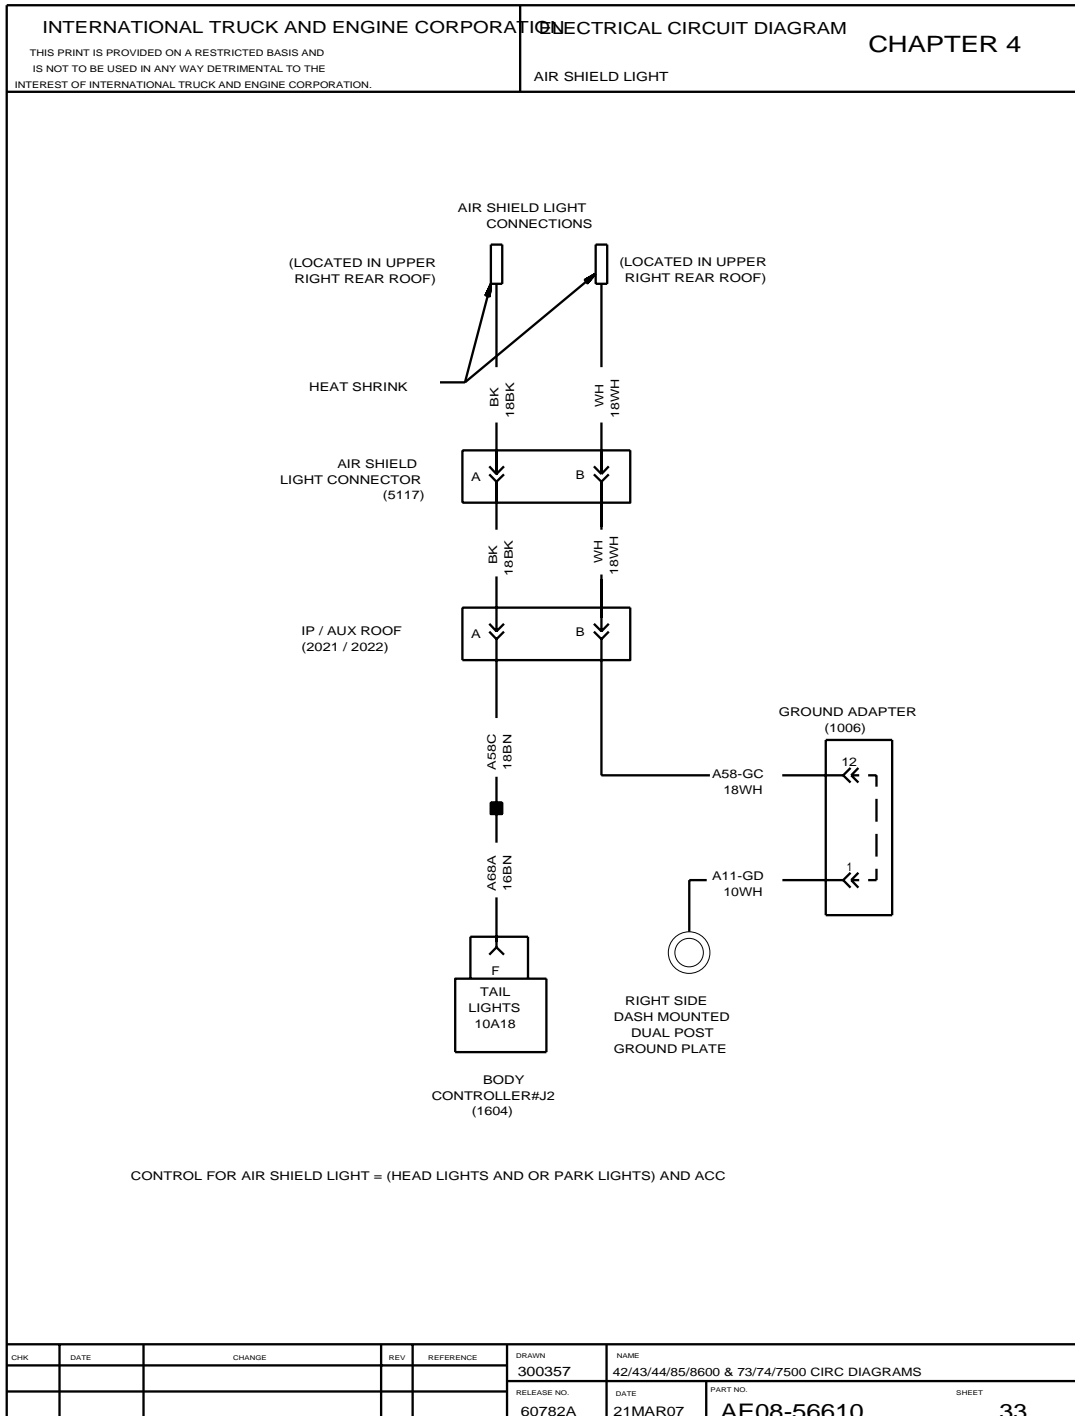 INTERNATIONAL TRUCK AND ENGINE CORPORATION
THIS PRINT IS PROVIDED ON A RESTRICTED BASIS AND
IS NOT TO BE USED IN ANY WAY DETRIMENTAL TO THE
INTEREST OF INTERNATIONAL TRUCK AND ENGINE CORPORATION.
ELECTRICAL CIRCUIT DIAGRAM
CHAPTER 4
AIR SHIELD LIGHT
AIR SHIELD LIGHT
CONNECTIONS
(LOCATED IN UPPER
RIGHT REAR ROOF)
(LOCATED IN UPPER
RIGHT REAR ROOF)
HEAT SHRINK
BK
18BK
WH
18WH
AIR SHIELD
LIGHT CONNECTOR
(5117)
A
B
BK
18BK
WH
18WH
IP / AUX ROOF
(2021 / 2022)
A
B
GROUND ADAPTER
(1006)
A58C
18BN
12
A58-GC
18WH
A68A
16BN
1
A11-GD
10WH
F
TAIL
LIGHTS
10A18
RIGHT SIDE
DASH MOUNTED
DUAL POST
GROUND PLATE
BODY
CONTROLLER#J2
(1604)
CONTROL FOR AIR SHIELD LIGHT = (HEAD LIGHTS AND OR PARK LIGHTS) AND ACC
CHK
DATE
CHANGE
REV
REFERENCE
DRAWN
300357
NAME
42/43/44/85/8600 & 73/74/7500 CIRC DIAGRAMS
RELEASE NO.
60782A
DATE
21MAR07
PART NO.
AE08-56610
SHEET
33